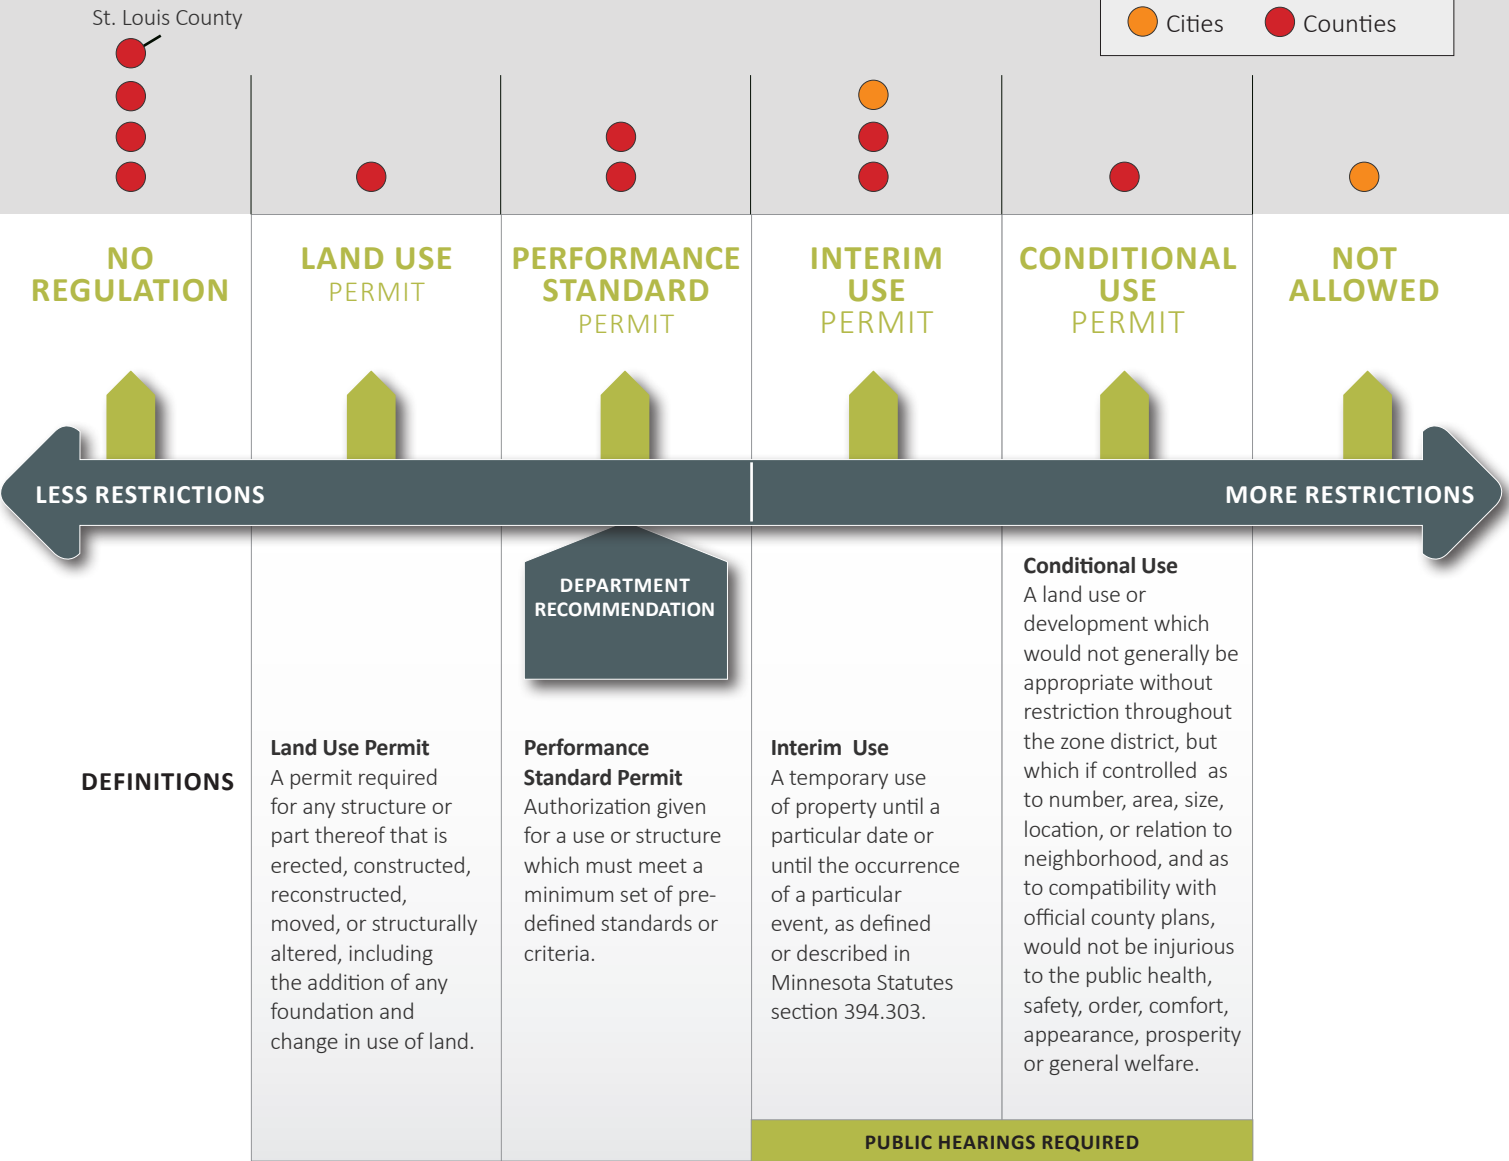 St. Louis County
Cities Counties
NO
REGULATION
LAND USE
PERMIT
PERFORMANCE
STANDARD
PERMIT
INTERIM
USE
PERMIT
CONDITIONAL
USE
PERMIT
NOT
ALLOWED
LESS RESTRICTIONS
MORE RESTRICTIONS
DEPARTMENT
RECOMMENDATION
DEFINITIONS
Land Use Permit
A permit required
for any structure or
part thereof that is
erected, constructed,
reconstructed,
moved, or structurally
altered, including
the addition of any
foundation and
change in use of land.
Performance
Standard Permit
Authorization given
for a use or structure
which must meet a
minimum set of pre-
defined standards or
criteria.
Interim Use
A temporary use
of property until a
particular date or
until the occurrence
of a particular
event, as defined
or described in
Minnesota Statutes
section 394.303.
Conditional Use
A land use or
development which
would not generally be
appropriate without
restriction throughout
the zone district, but
which if controlled as
to number, area, size,
location, or relation to
neighborhood, and as
to compatibility with
official county plans,
would not be injurious
to the public health,
safety, order, comfort,
appearance, prosperity
or general welfare.
PUBLIC HEARINGS REQUIRED